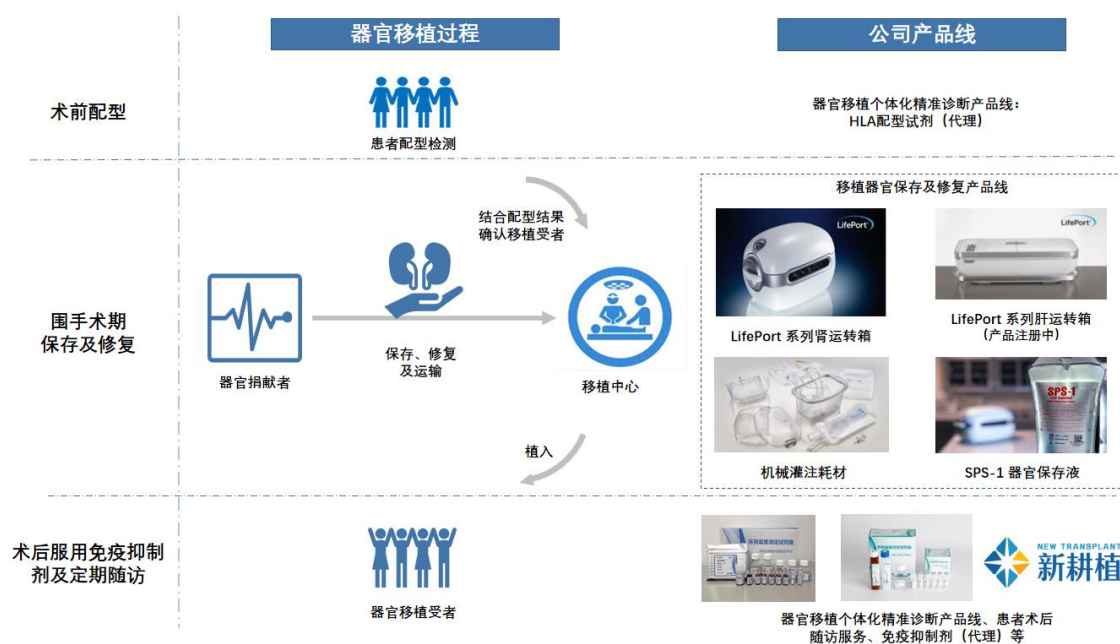 器官移植过程
公司产品线
术前配型
患者配型检测
器官移植个体化精准诊断产品线：
HLA配型试剂（代理）
围手术期
保存及修复
器官捐献者
保存、修复
及运输
结合配型结果
确认移植受者
移植中心
植入
移植器官保存及修复产品线
LifePort
LifePort 系列肾运转箱
LifePort
LifePort 系列肝运转箱
（产品注册中）
机械灌注耗材
SPS-1
SPS-1 器官保存液
术后服用免疫抑制
剂及定期随访
器官移植受者
NEW TRANSPLANT
新耕植
器官移植个体化精准诊断产品线、患者术后
随访服务、免疫抑制剂（代理）等